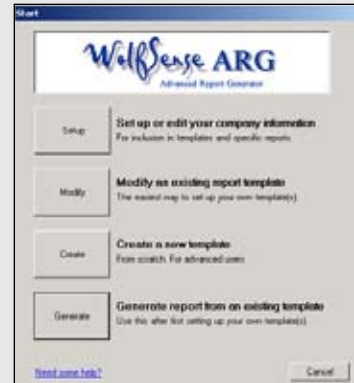 Start
WolfSense ARG
Advanced Report Generator
Setup
Set up or edit your company information
For inclusion in templates and specific reports.
Modify
Modify an existing report template
The easiest way to set up your own template(s)
Create
Create a new template
From scratch. For advanced users
Generate
Generate report from an existing template
Use this after first setting up your own template(s)
Need some help?
Cancel